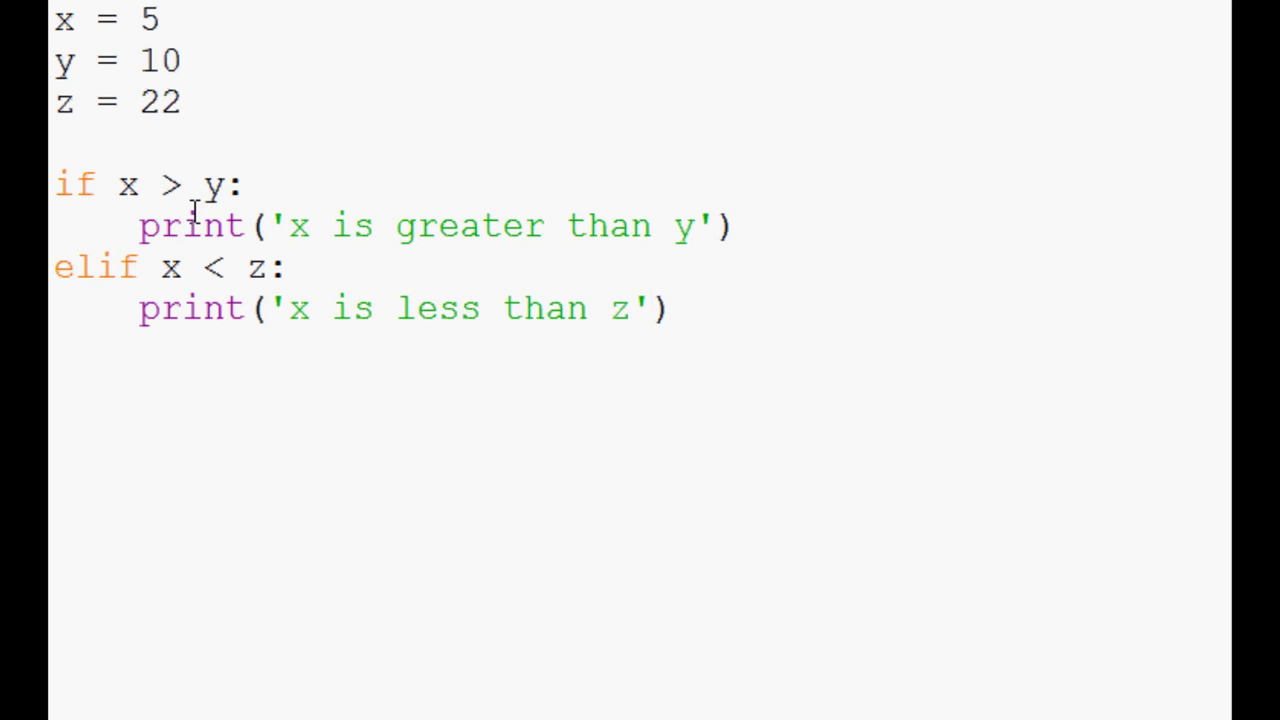 x = 5
y = 10
z = 22
if x > y:
    print('x is greater than y')
elif x < z:
    print('x is less than z')